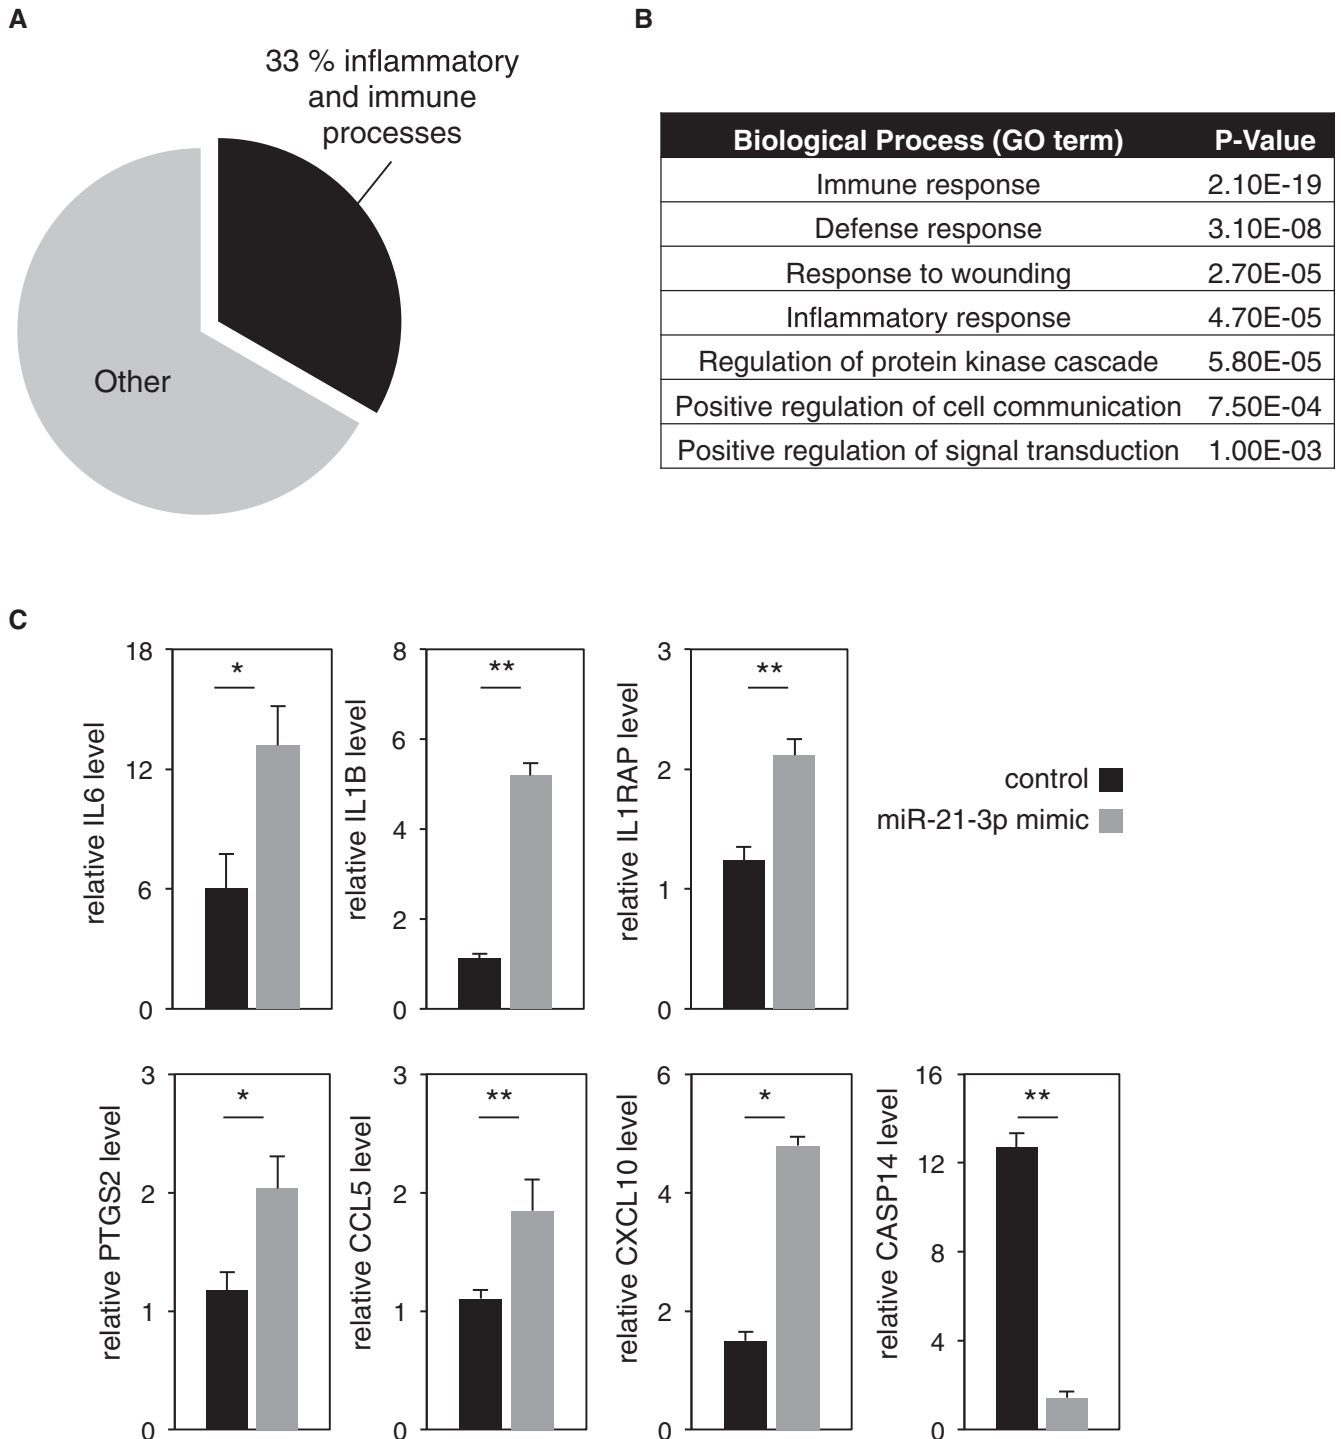 A
33 % inflammatory
and immune
processes
Other
B
Biological Process (GO term) P-Value
Immune response 2.10E-19
Defense response 3.10E-08
Response to wounding 2.70E-05
Inflammatory response 4.70E-05
Regulation of protein kinase cascade 5.80E-05
Positive regulation of cell communication 7.50E-04
Positive regulation of signal transduction 1.00E-03
C
relative IL6 level
18
12
6
0
*
relative IL1B level
8
6
4
2
0
**
relative IL1RAP level
3
2
1
0
**
control
miR-21-3p mimic
relative PTGS2 level
3
2
1
0
*
relative CCL5 level
3
2
1
0
**
relative CXCL10 level
6
4
2
0
*
relative CASP14 level
16
12
8
4
0
**